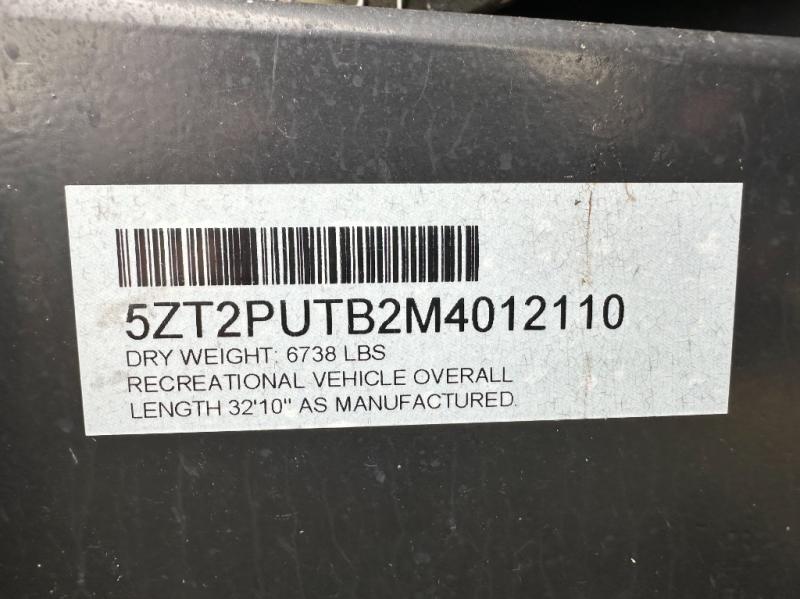 5ZT2PUTB2M4012110
DRY WEIGHT: 6738 LBS
RECREATIONAL VEHICLE OVERALL
LENGTH 32'10" AS MANUFACTURED.